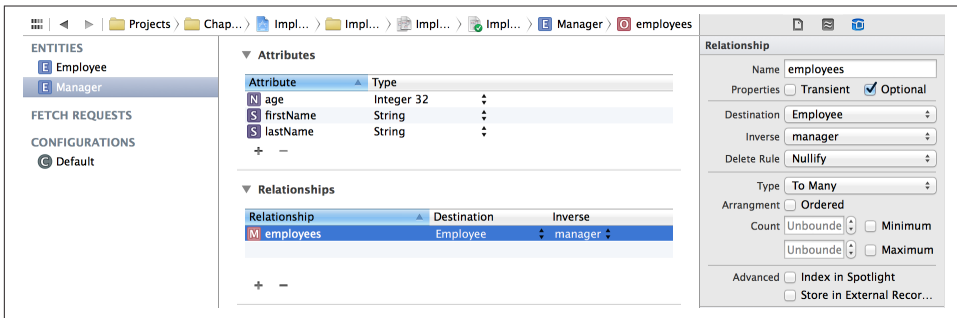 Projects Chap... Impl... Impl... Impl... Impl... E Manager O employees
ENTITIES
E Employee
E Manager
FETCH REQUESTS
CONFIGURATIONS
C Default
Attributes
Attribute Type
N age Integer 32
S firstName String
S lastName String
+ −
Relationships
Relationship Destination Inverse
M employees Employee manager
+ −
Relationship
Name employees
Properties Transient Optional
Destination Employee
Inverse manager
Delete Rule Nullify
Type To Many
Arrangment Ordered
Count Unbounde Minimum
Unbounde Maximum
Advanced Index in Spotlight
Store in External Recor...